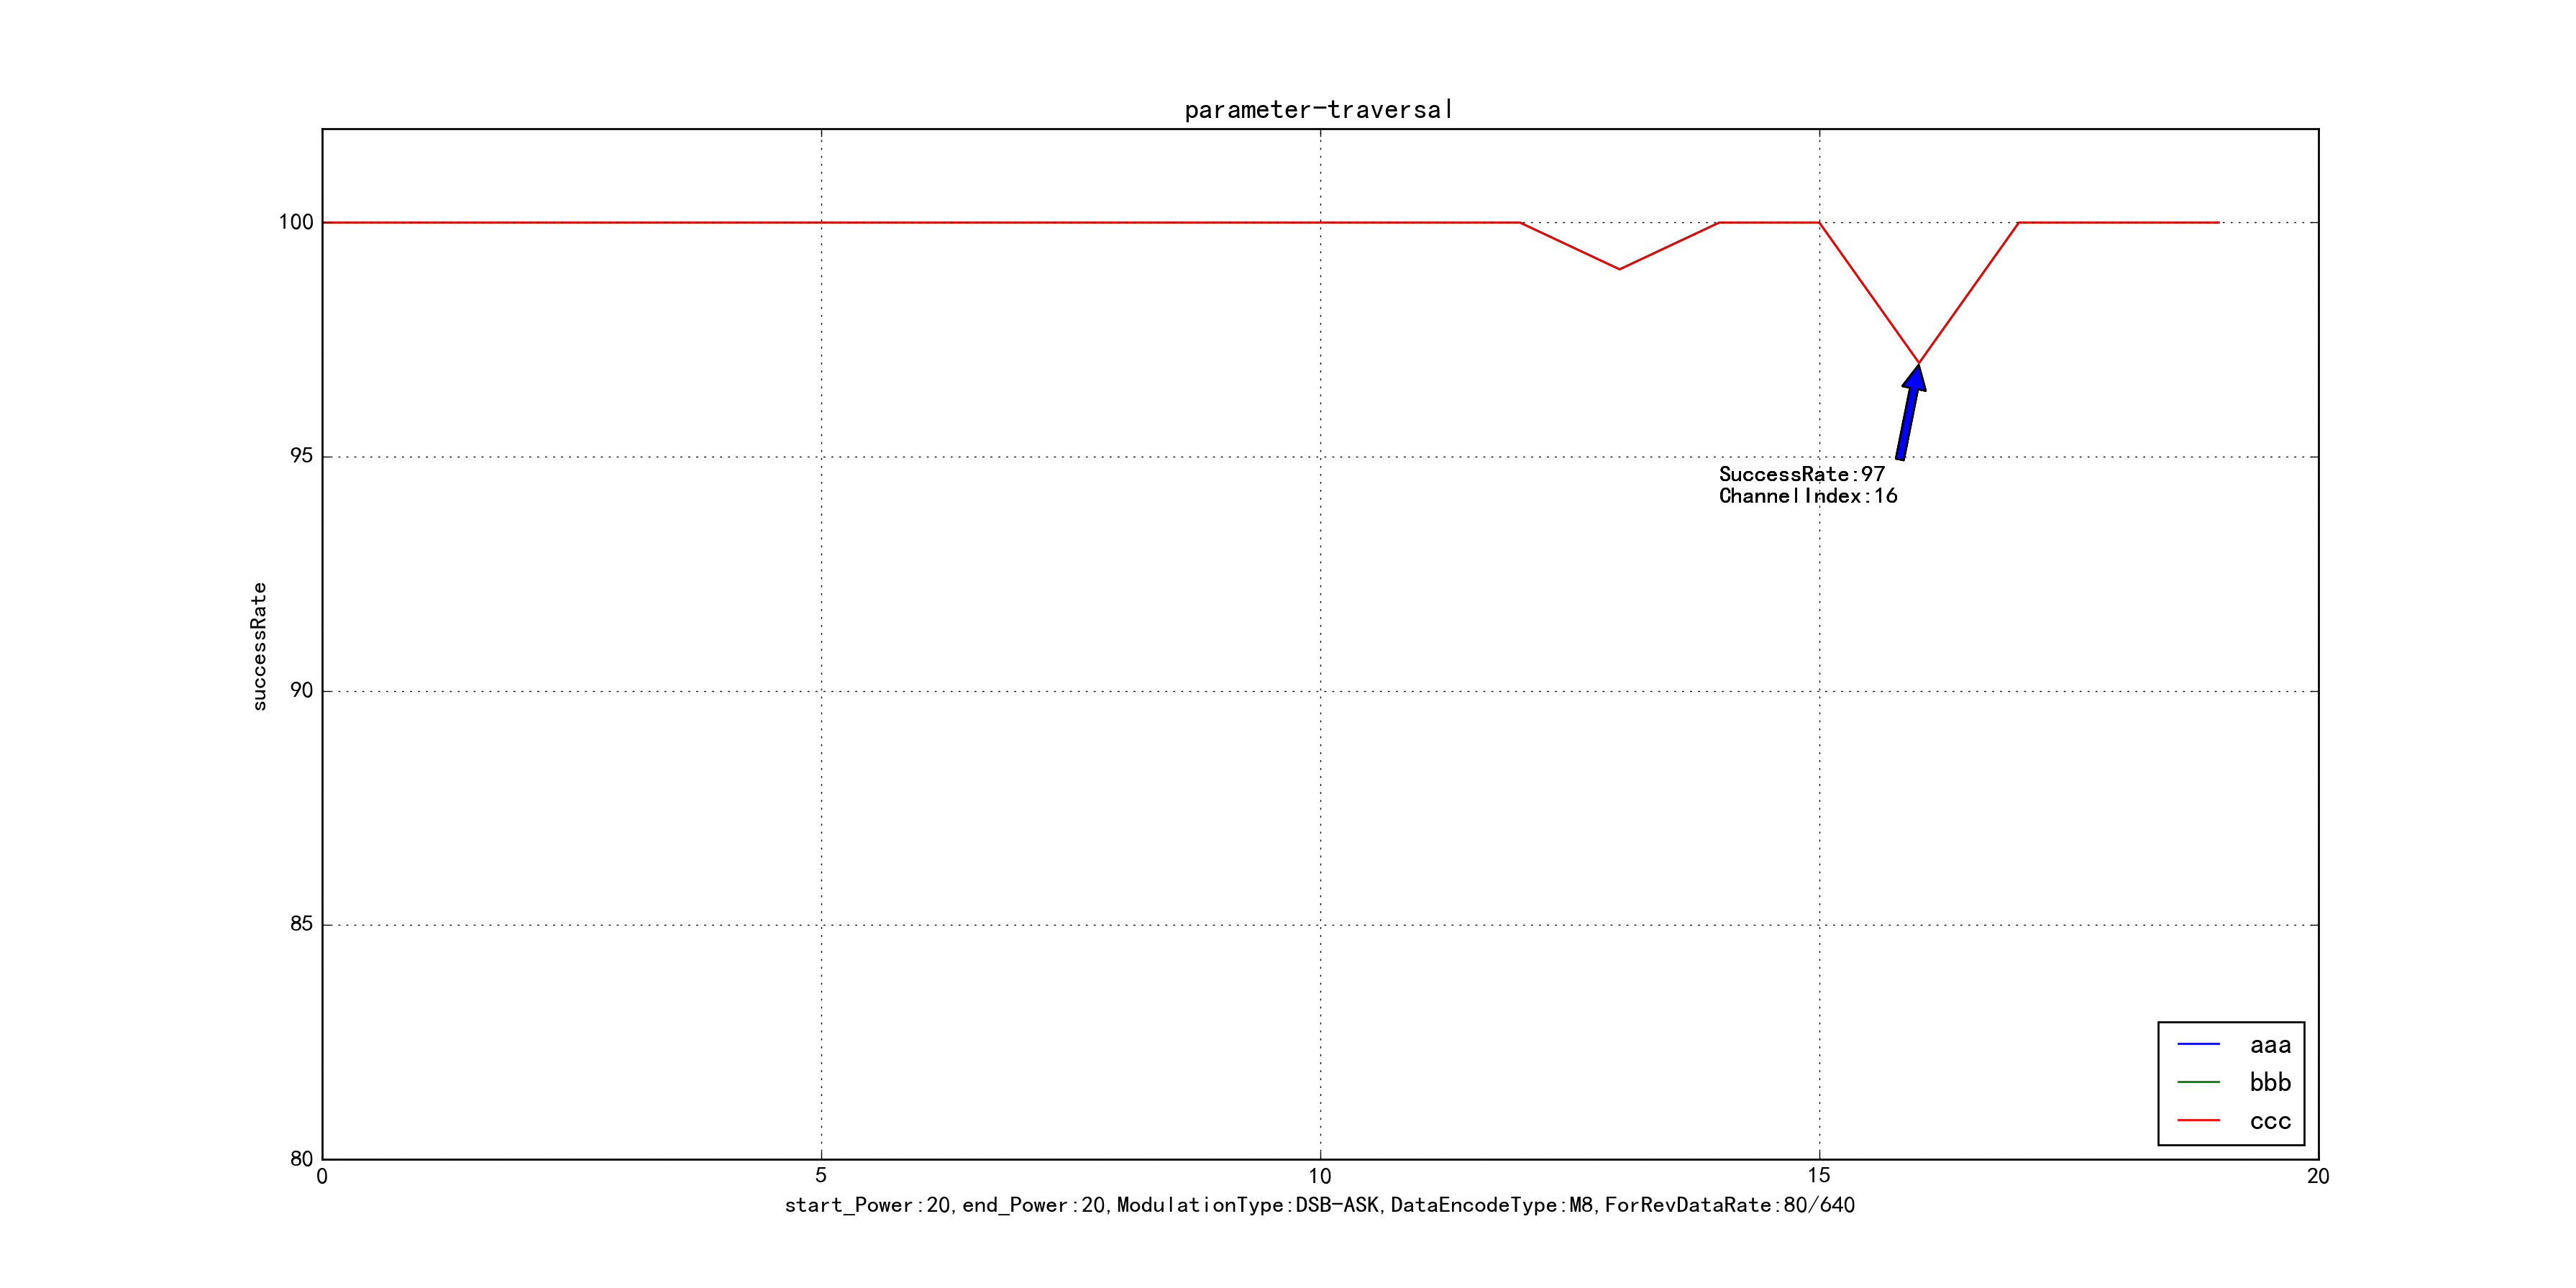 parameter-traversal
100
95
90
85
80
successRate
SuccessRate:97
ChannelIndex:16
aaa
bbb
ccc
0 5 10 15 20
start_Power:20,end_Power:20,ModulationType:DSB-ASK,DataEncodeType:M8,ForRevDataRate:80/640